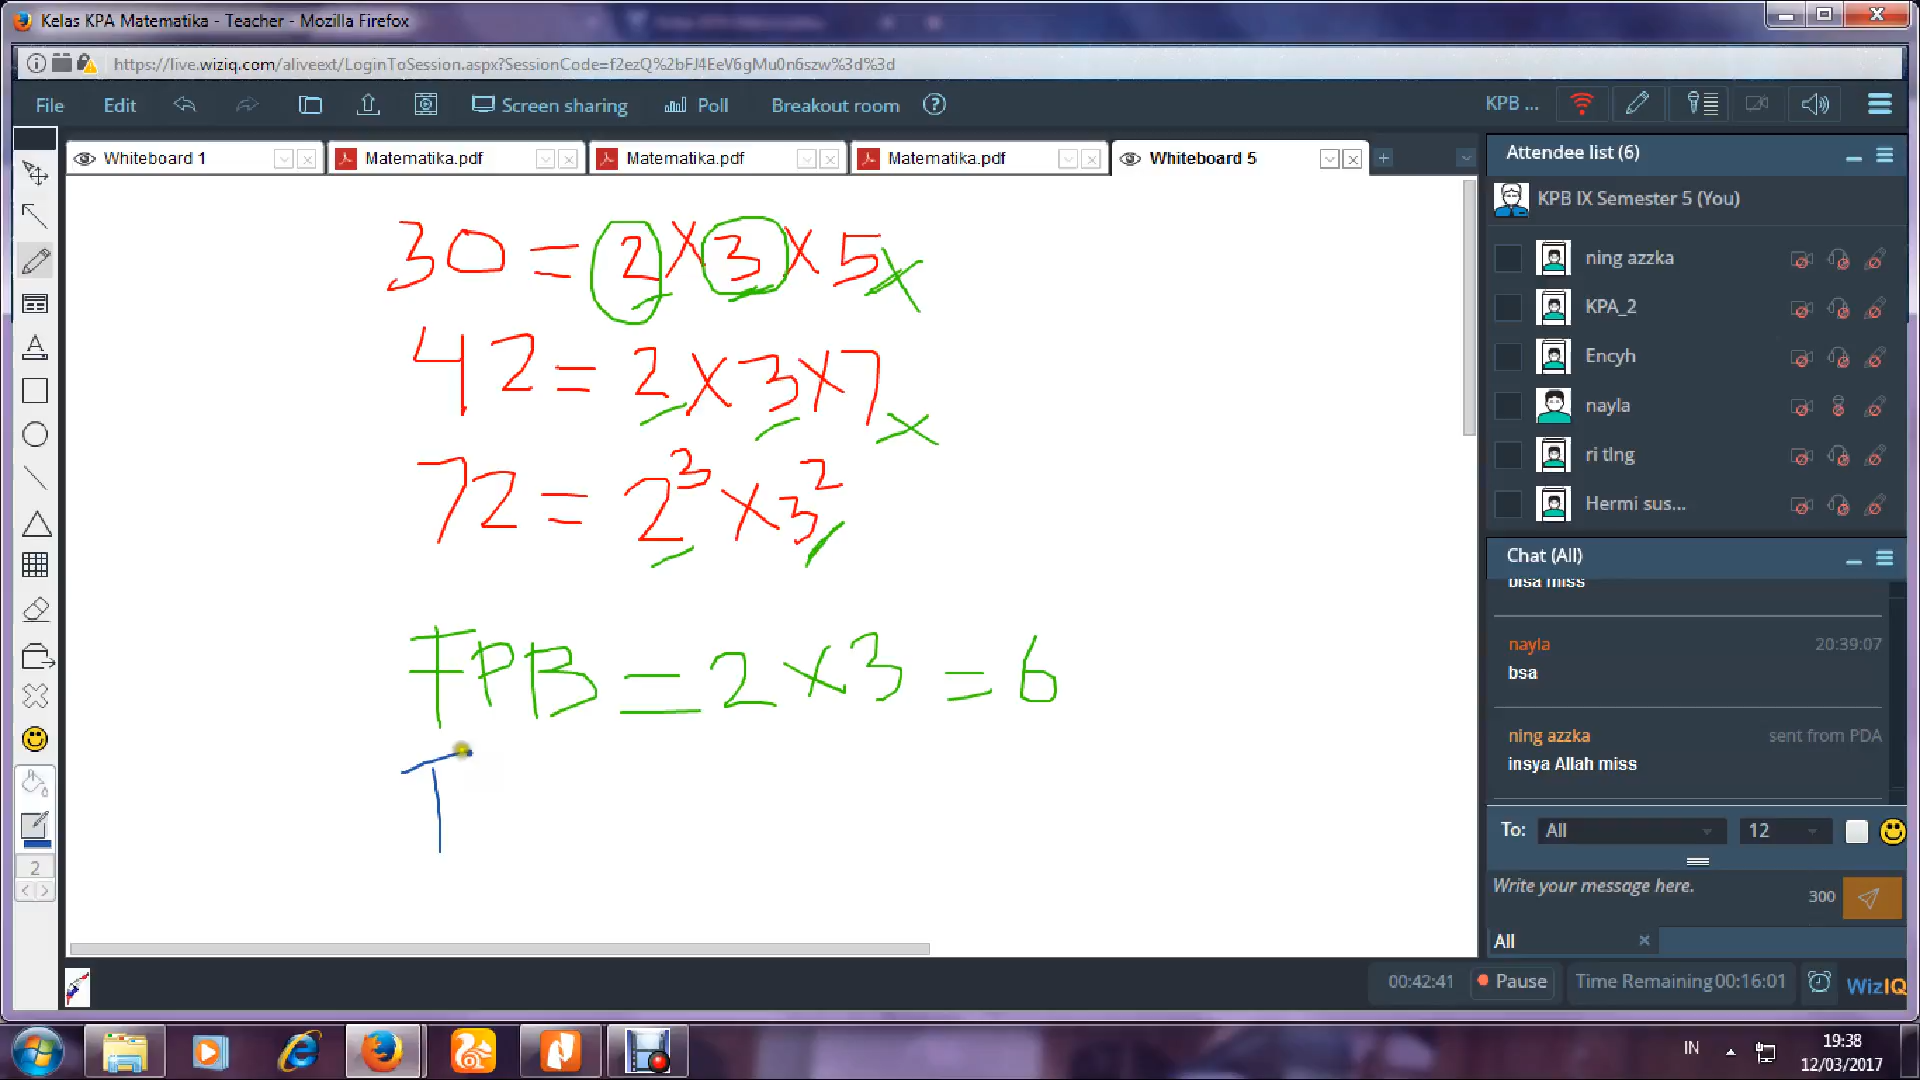 Kelas KPA Matematika - Teacher - Mozilla Firefox
https://live.wiziq.com/aliveext/LoginToSession.aspx?SessionCode=f2ezQ%2bFJ4EeV6gMu0n6szw%3d%3d
File Edit Screen sharing Poll Breakout room ? KPB ...
Whiteboard 1 Matematika.pdf Matematika.pdf Matematika.pdf Whiteboard 5
30 = 2 × 3 × 5 ×
42 = 2 × 3 × 7 ×
72 = 2³ × 3²
FPB = 2 × 3 = 6
T
2
Attendee list (6)
KPB IX Semester 5 (You)
ning azzka
KPA_2
Encyh
nayla
ri tlng
Hermi sus...
Chat (All)
bisa miss
nayla 20:39:07
bsa
ning azzka sent from PDA
insya Allah miss
To: All 12
Write your message here. 300
All
00:42:41 Pause Time Remaining00:16:01 WizIQ
IN 19:38
12/03/2017